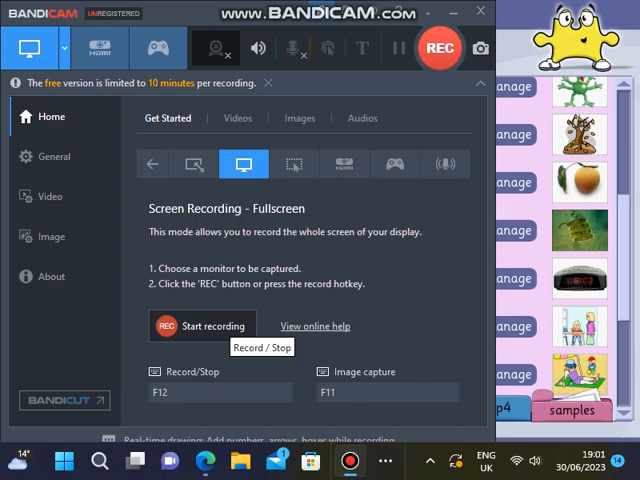 BANDICAM UNREGISTERED
www.BANDICAM.com
HDMI
T
REC
The free version is limited to 10 minutes per recording.
Home
General
Video
Image
About
BANDICUT
Get Started
Videos
Images
Audios
HDMI
Screen Recording - Fullscreen
This mode allows you to record the whole screen of your display.
1. Choose a monitor to be captured.
2. Click the 'REC' button or press the record hotkey.
REC Start recording
View online help
Record / Stop
Record/Stop
Image capture
F12
F11
Real-time drawing: Add numbers, arrows, boxes while recording
anage
anage
anage
anage
anage
anage
anage
p4
samples
14°
1
ENG
UK
19:01
30/06/2023
14